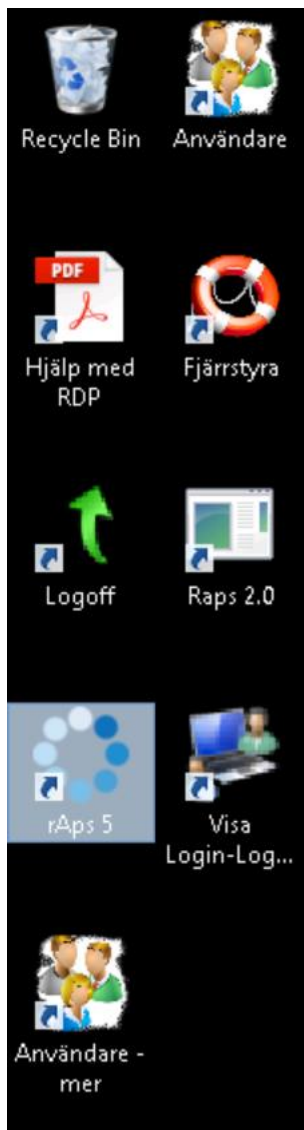 Recycle Bin
Användare
PDF
Hjälp med
RDP
Fjärrstyra
Logoff
Raps 2.0
rAps 5
Visa
Login-Log...
Användare -
mer